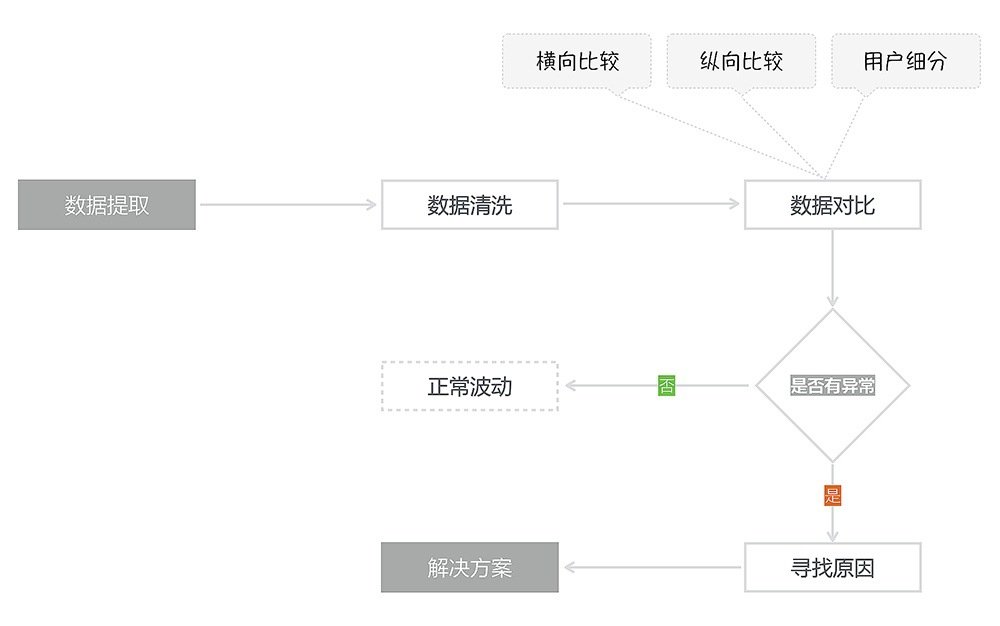 横向比较
纵向比较
用户细分
数据提取
数据清洗
数据对比
正常波动
否
是否有异常
是
解决方案
寻找原因